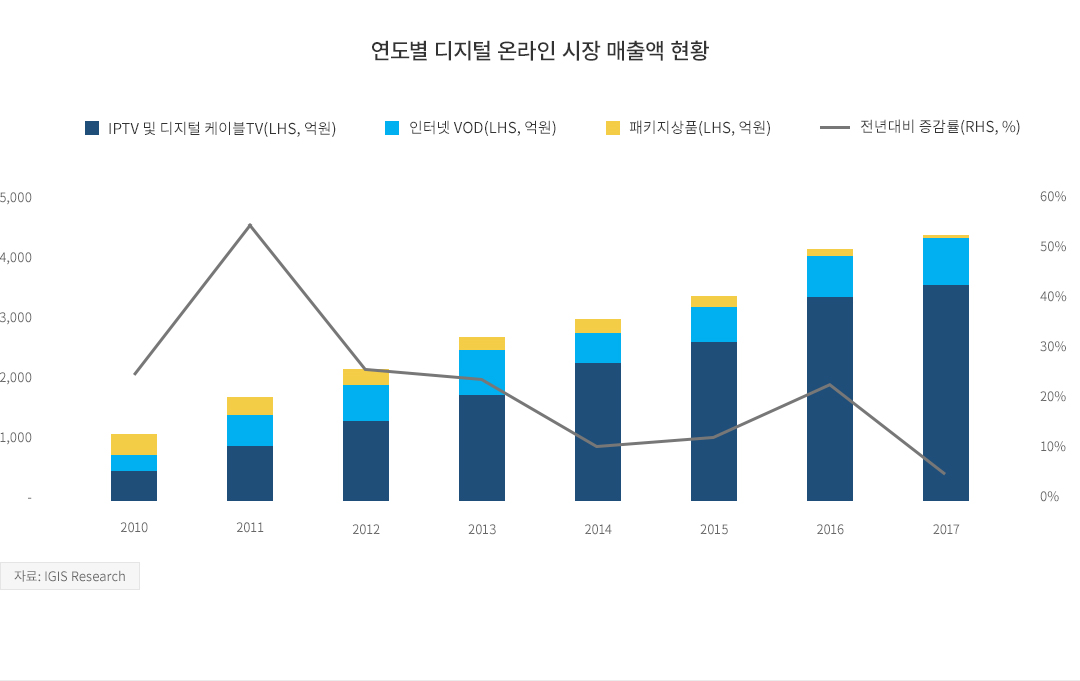 연도별 디지털 온라인 시장 매출액 현황
IPTV 및 디지털 케이블TV(LHS, 억원) 인터넷 VOD(LHS, 억원) 패키지상품(LHS, 억원) 전년대비 증감률(RHS, %)
5,000 60%
50%
4,000
40%
3,000
30%
2,000
20%
1,000
10%
- 0%
2010 2011 2012 2013 2014 2015 2016 2017
자료: IGIS Research